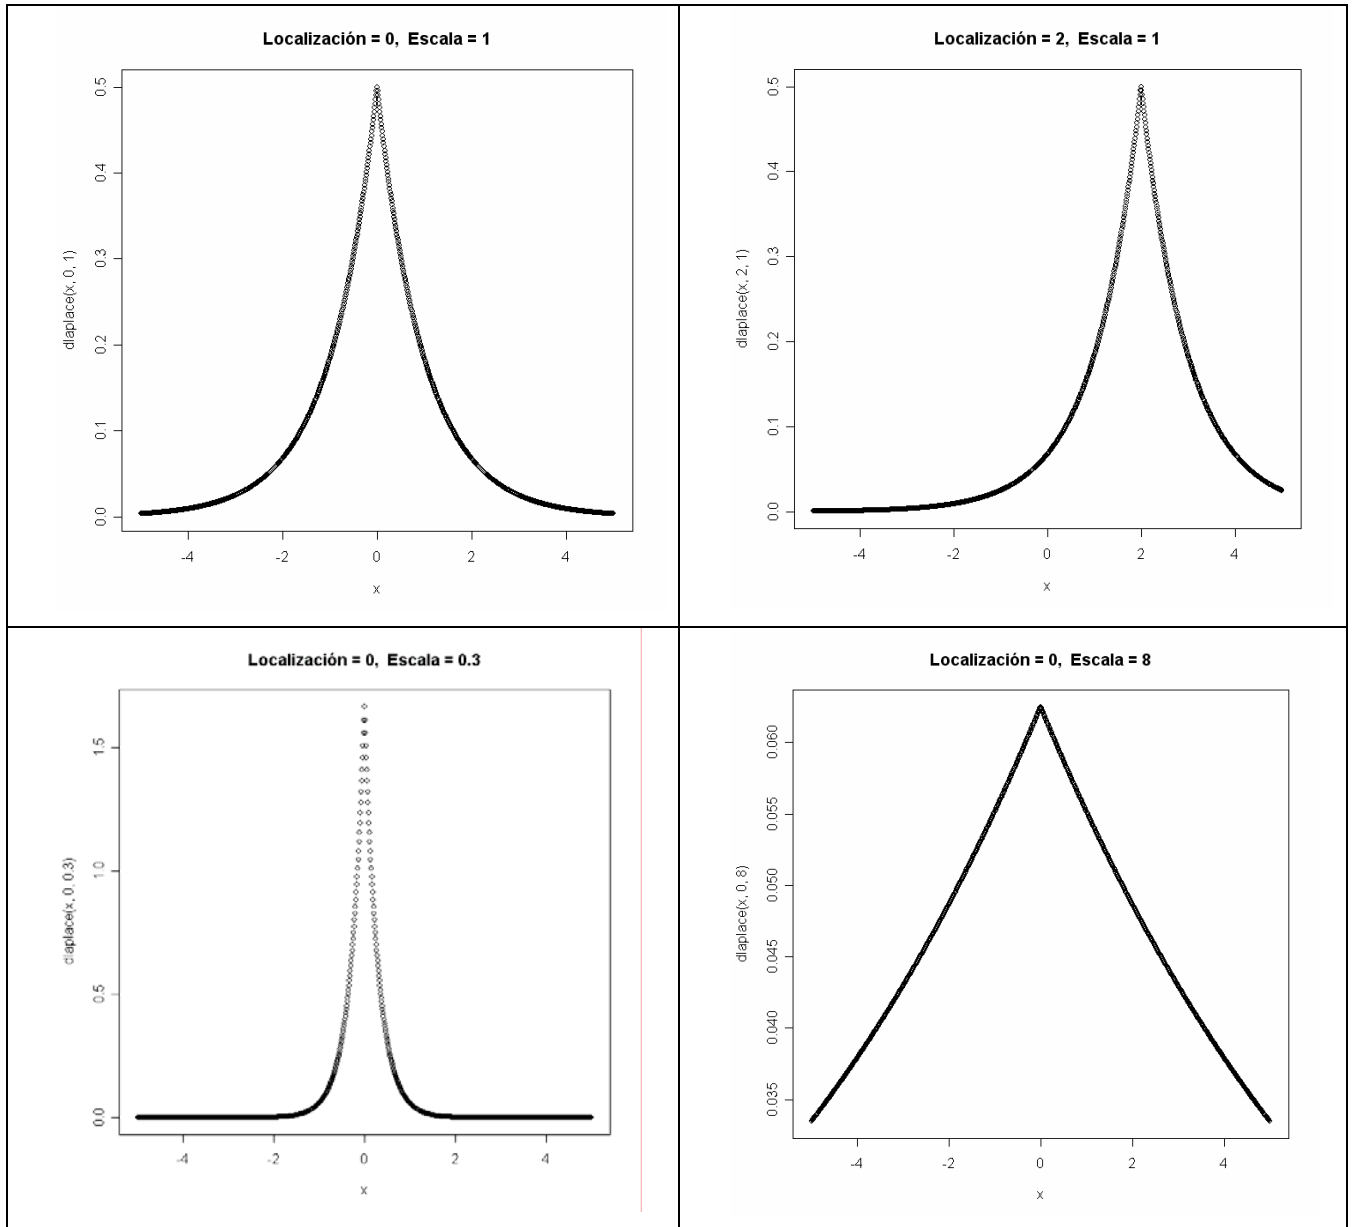 Localización = 0, Escala = 1
dlaplace(x, 0, 1)
0.5
0.4
0.3
0.2
0.1
0.0
-4 -2 0 2 4
x
Localización = 2, Escala = 1
dlaplace(x, 2, 1)
0.5
0.4
0.3
0.2
0.1
0.0
-4 -2 0 2 4
x
Localización = 0, Escala = 0.3
dlaplace(x, 0, 0.3)
1.5
1.0
0.5
0.0
-4 -2 0 2 4
x
Localización = 0, Escala = 8
dlaplace(x, 0, 8)
0.060
0.055
0.050
0.045
0.040
0.035
-4 -2 0 2 4
x